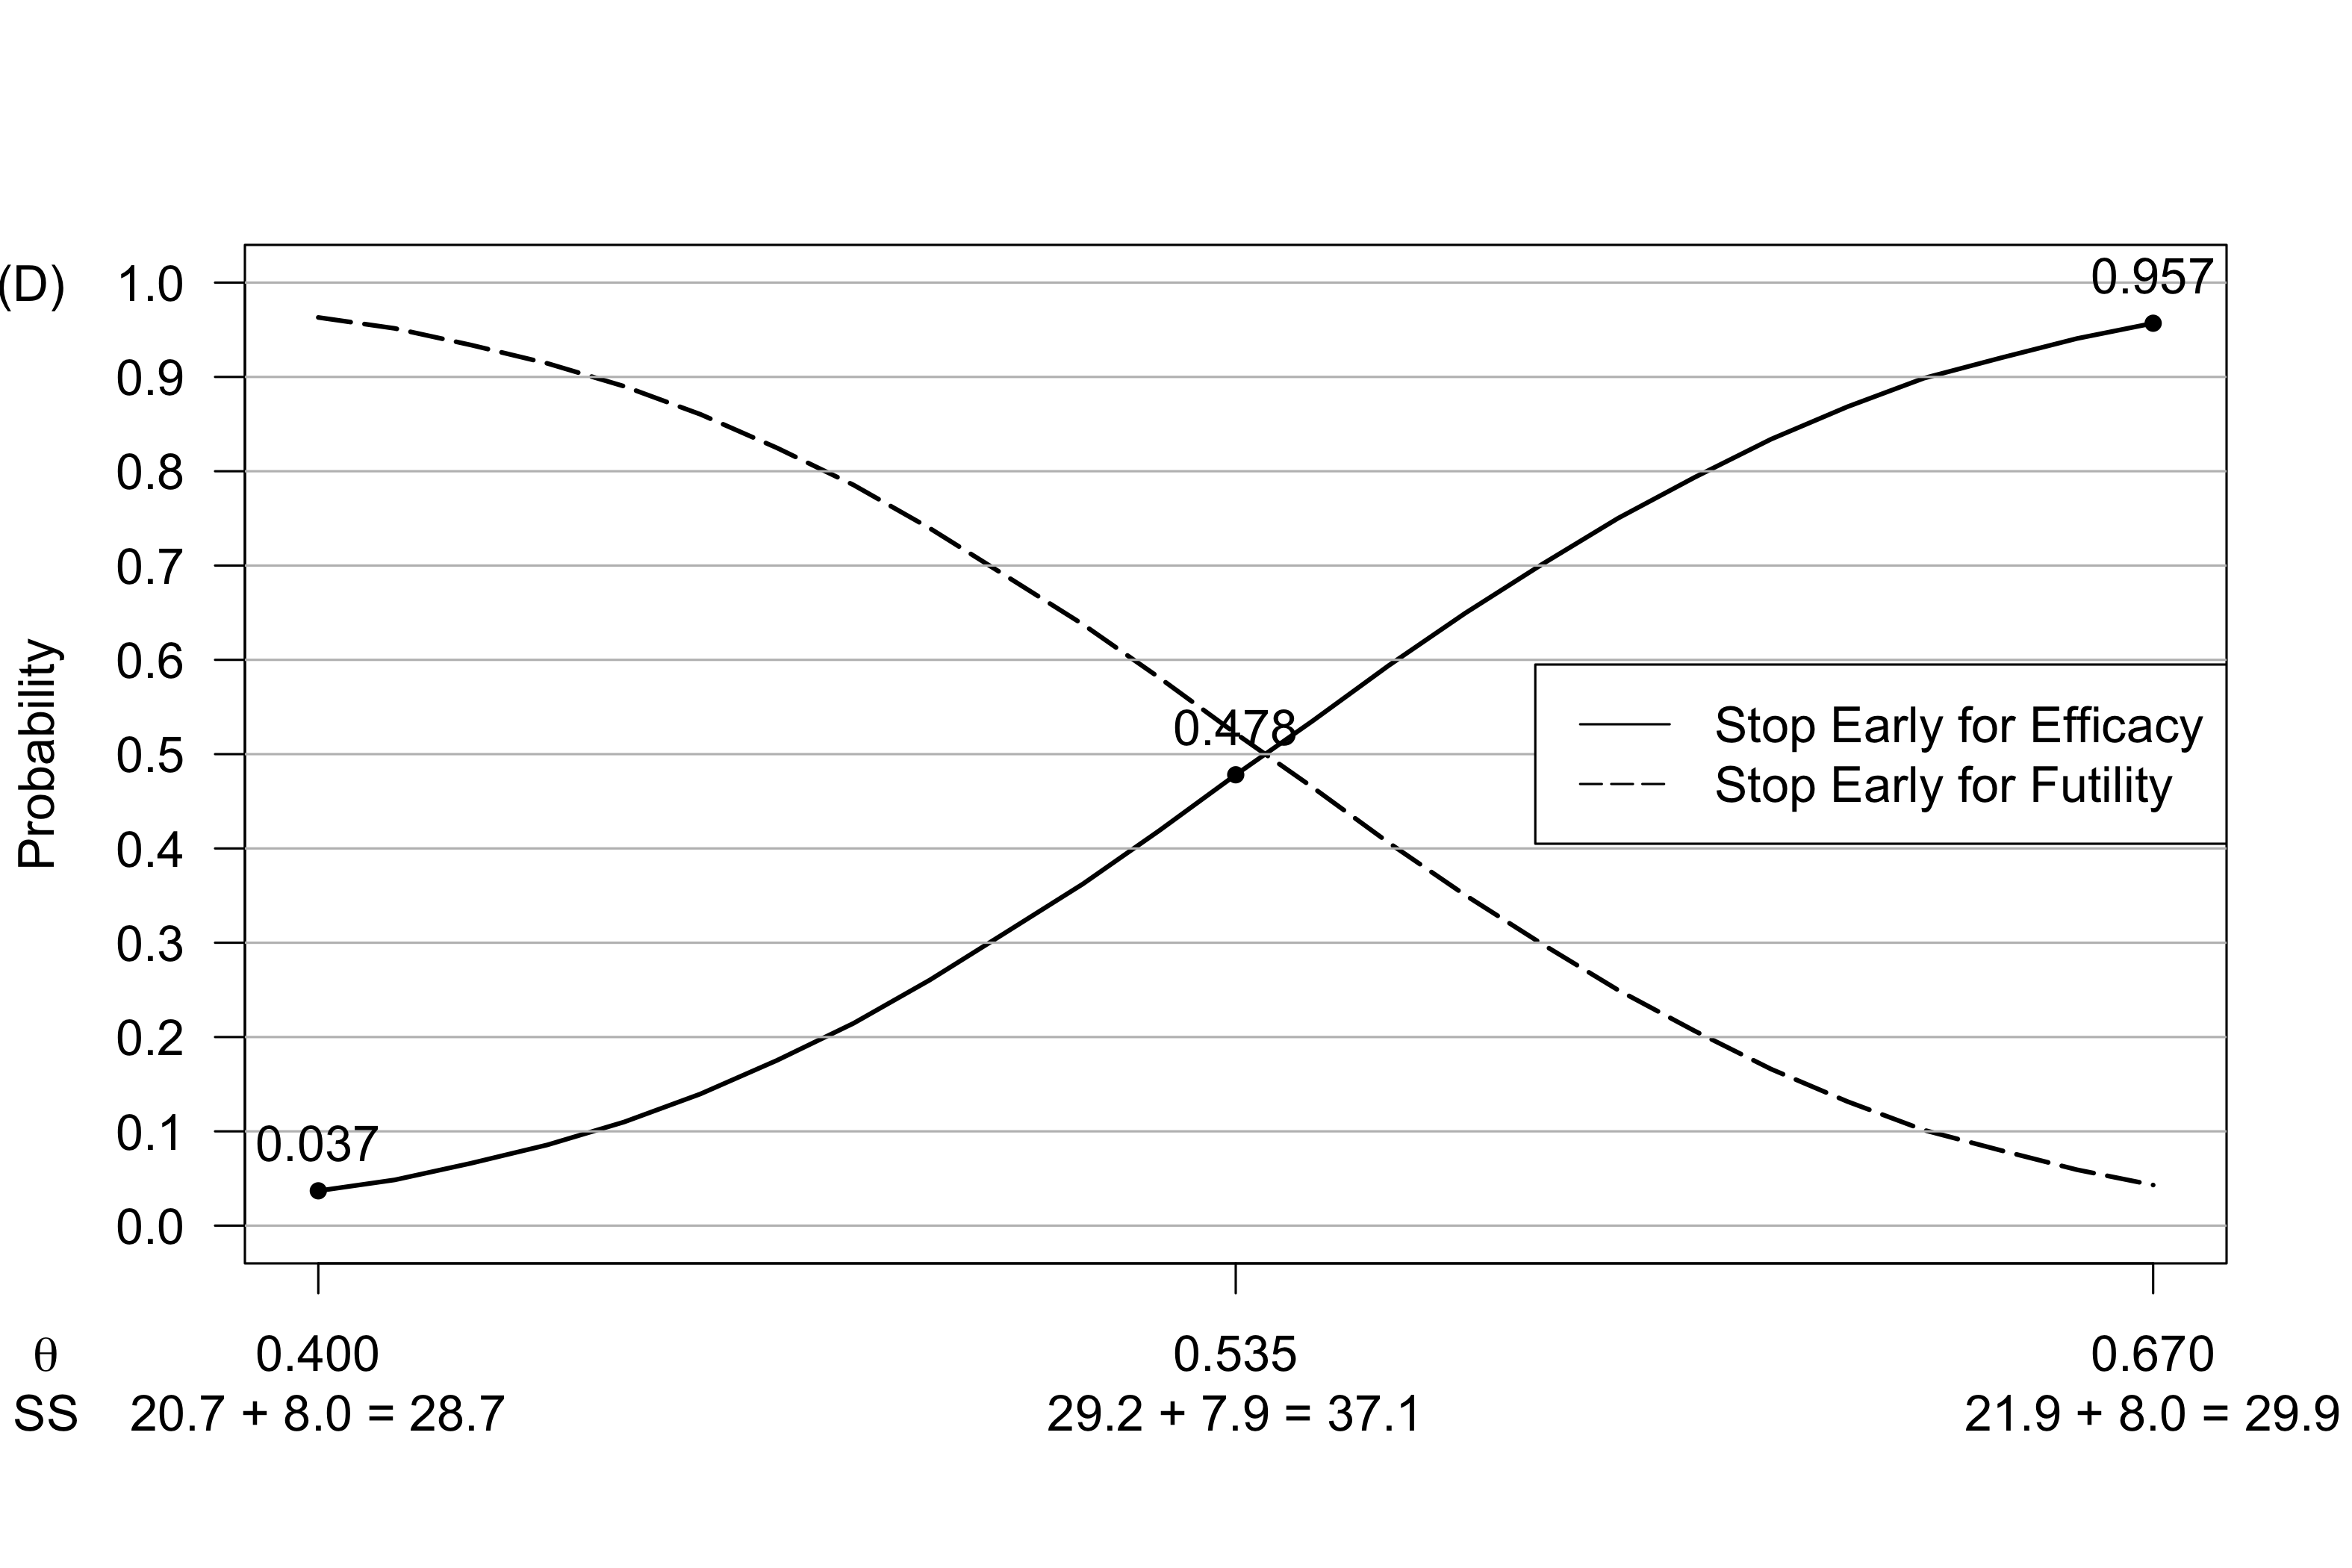 (D)
1.0
0.9
0.8
0.7
0.6
0.5
0.4
0.3
0.2
0.1
0.0
Probability
0.957
0.478
0.037
Stop Early for Efficacy
Stop Early for Futility
θ 0.400 0.535 0.670
SS 20.7 + 8.0 = 28.7 29.2 + 7.9 = 37.1 21.9 + 8.0 = 29.9